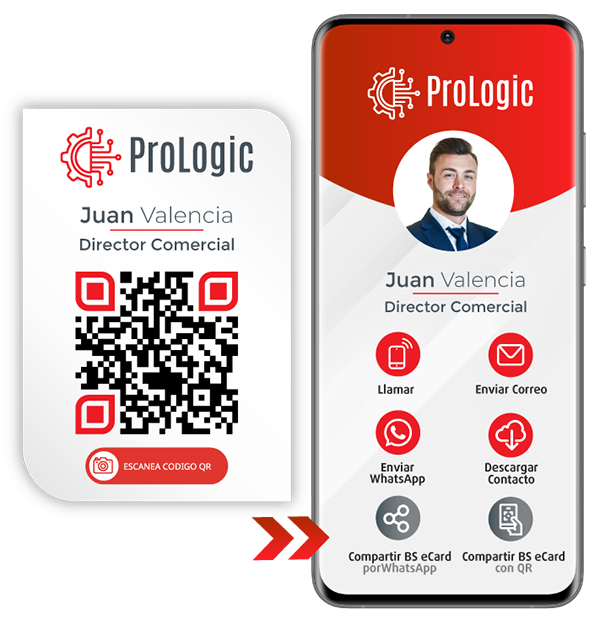 ProLogic
Juan Valencia
Director Comercial
ESCANEA CODIGO QR
ProLogic
Juan Valencia
Director Comercial
Llamar
Enviar Correo
Enviar
WhatsApp
Descargar
Contacto
Compartir BS eCard
porWhatsApp
Compartir BS eCard
con QR